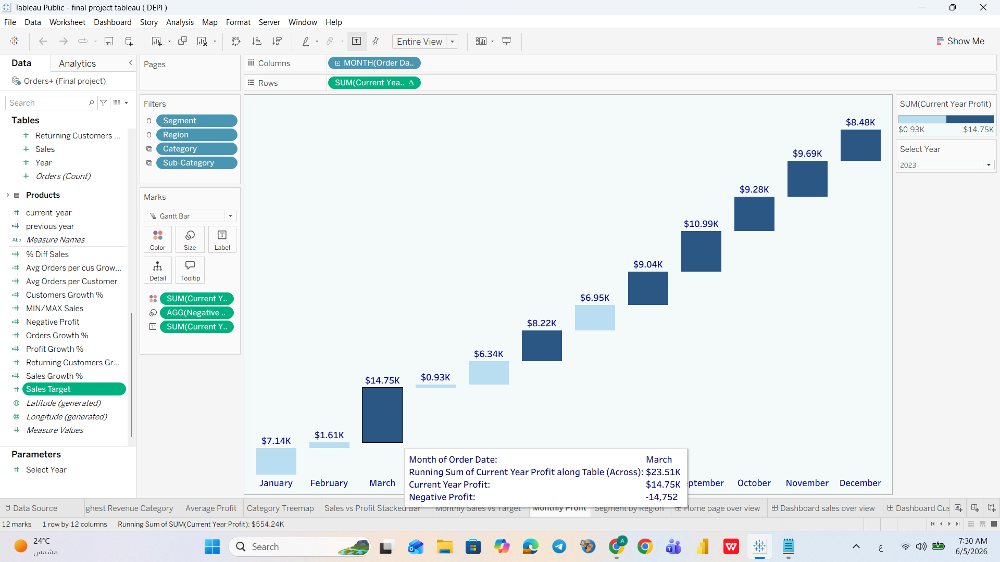 Tableau Public - final project tableau ( DEPI )
File Data Worksheet Dashboard Story Analysis Map Format Server Window Help
Entire View
Show Me
Data
Analytics
Orders+ (Final project)
Search
Tables
Returning Customers ...
Sales
Year
Orders (Count)
Products
current year
previous year
Abc Measure Names
% Diff Sales
Avg Orders per cus Grow...
Avg Orders per Customer
Customers Growth %
MIN/MAX Sales
Negative Profit
Orders Growth %
Profit Growth %
Returning Customers Gr...
Sales Growth %
Sales Target
Latitude (generated)
Longitude (generated)
Measure Values
Parameters
Select Year
Pages
Filters
Segment
Region
Category
Sub-Category
Marks
Gantt Bar
Color Size Label
Detail Tooltip
SUM(Current Y..
AGG(Negative ..
SUM(Current Y..
Columns MONTH(Order Da..
Rows SUM(Current Yea.. Δ
$8.48K
$9.69K
$9.28K
$10.99K
$9.04K
$6.95K
$8.22K
$6.34K
$0.93K
$14.75K
$1.61K
$7.14K
January February March ptember October November December
Month of Order Date: March
Running Sum of Current Year Profit along Table (Across): $23.51K
Current Year Profit: $14.75K
Negative Profit: -14,752
SUM(Current Year Profit)
$0.93K $14.75K
Select Year
2023
Data Source ghest Revenue Category Average Profit Category Treemap Sales vs Profit Stacked Bar Monthly Sales vs Target Monthly Profit Segment by Region Home page over view Dashboard sales over view Dashboard Cus
12 marks 1 row by 12 columns Running Sum of SUM(Current Year Profit): $554.24K
24°C
مشمس
Search
A
ع
7:30 AM
6/5/2026